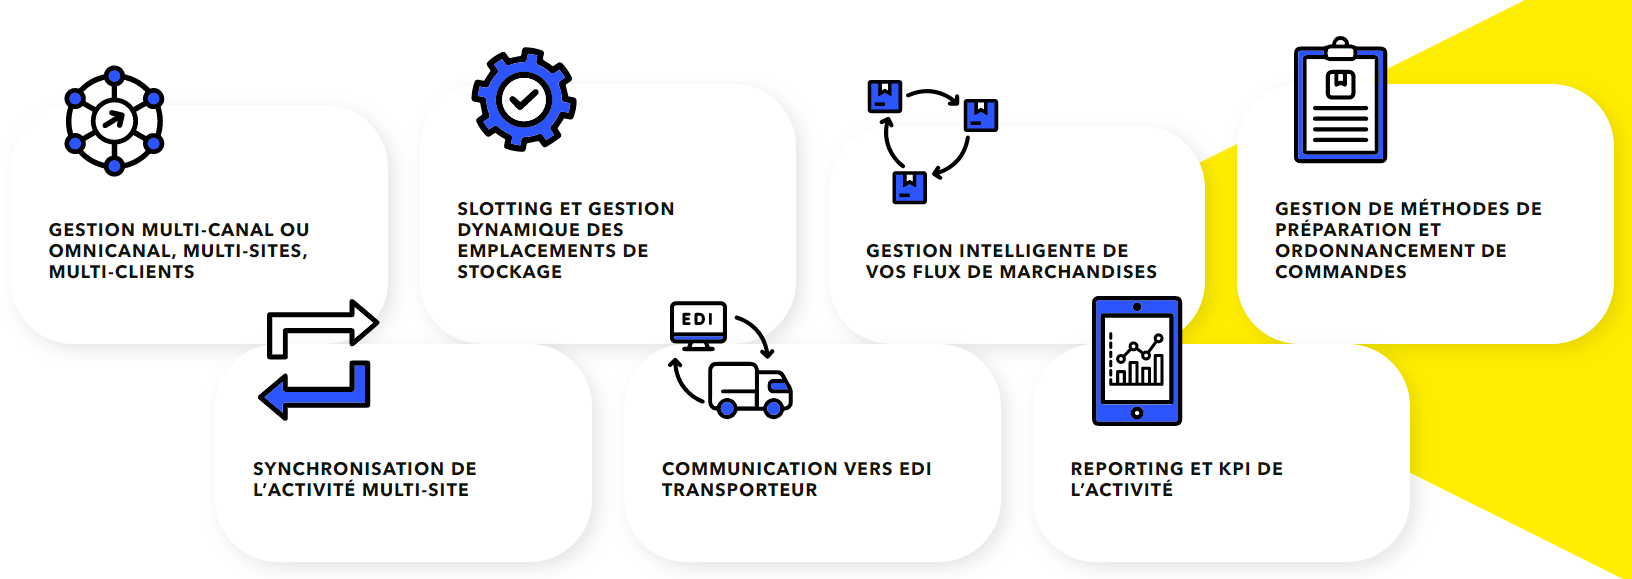 GESTION MULTI-CANAL OU
OMNICANAL, MULTI-SITES,
MULTI-CLIENTS
SLOTTING ET GESTION
DYNAMIQUE DES
EMPLACEMENTS DE
STOCKAGE
GESTION INTELLIGENTE DE
VOS FLUX DE MARCHANDISES
GESTION DE MÉTHODES DE
PRÉPARATION ET
ORDONNANCEMENT DE
COMMANDES
SYNCHRONISATION DE
L’ACTIVITÉ MULTI-SITE
EDI
COMMUNICATION VERS EDI
TRANSPORTEUR
REPORTING ET KPI DE
L’ACTIVITÉ